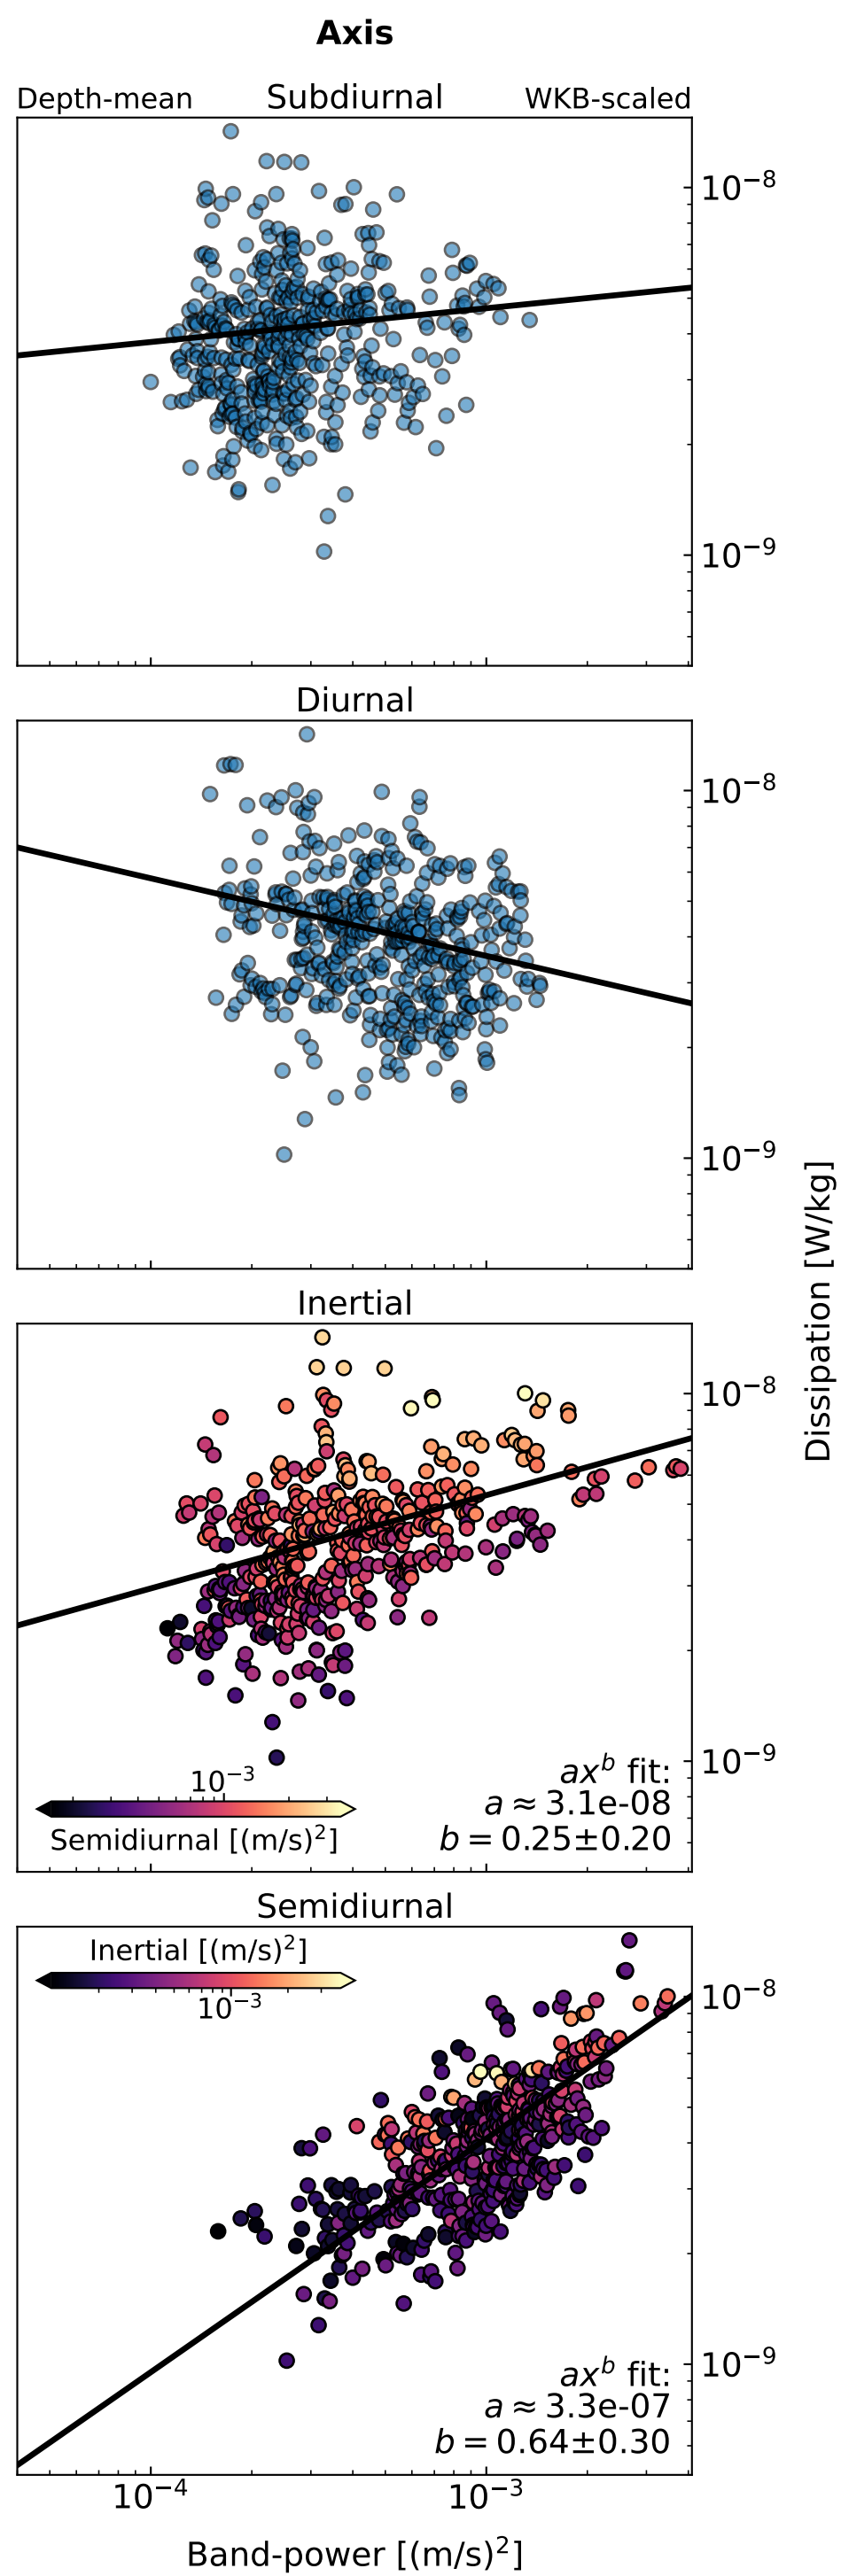 Axis
Depth-mean Subdiurnal WKB-scaled
10⁻⁸
10⁻⁹
Diurnal
10⁻⁸
10⁻⁹
Dissipation [W/kg]
Inertial
10⁻⁸
10⁻⁹
10⁻³
Semidiurnal [(m/s)²]
axᵇ fit:
a ≈ 3.1e-08
b = 0.25±0.20
Semidiurnal
Inertial [(m/s)²]
10⁻³
10⁻⁸
10⁻⁹
axᵇ fit:
a ≈ 3.3e-07
b = 0.64±0.30
10⁻⁴ 10⁻³
Band-power [(m/s)²]